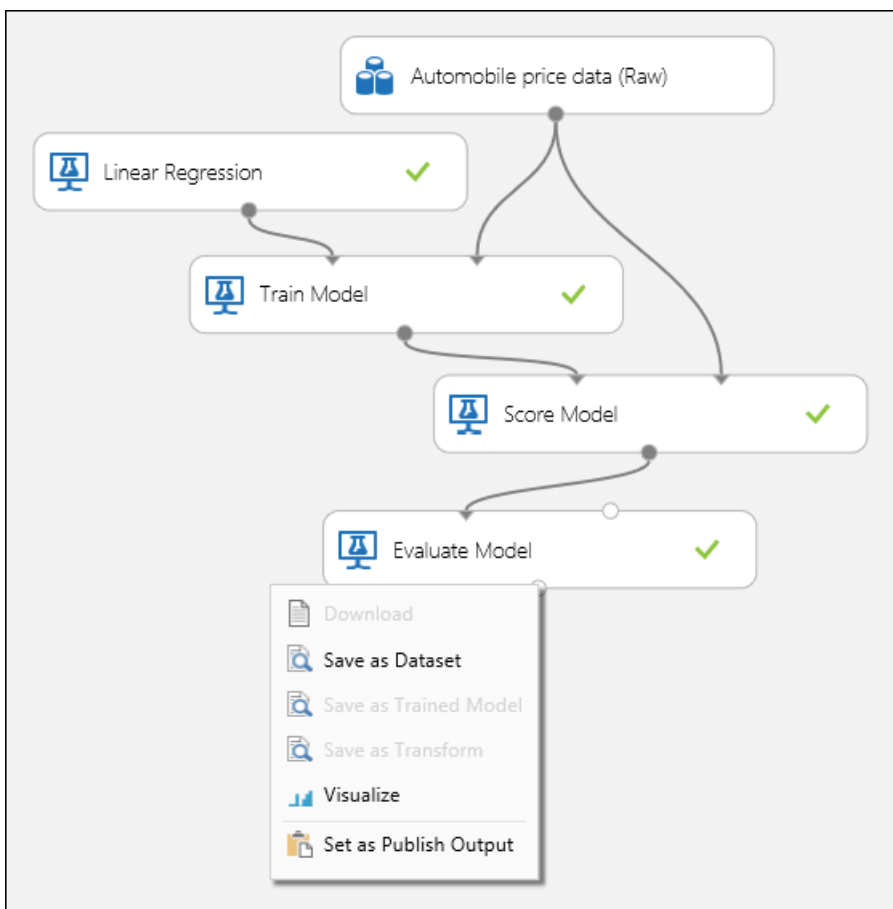 Automobile price data (Raw)
Linear Regression
Train Model
Score Model
Evaluate Model
Download
Save as Dataset
Save as Trained Model
Save as Transform
Visualize
Set as Publish Output